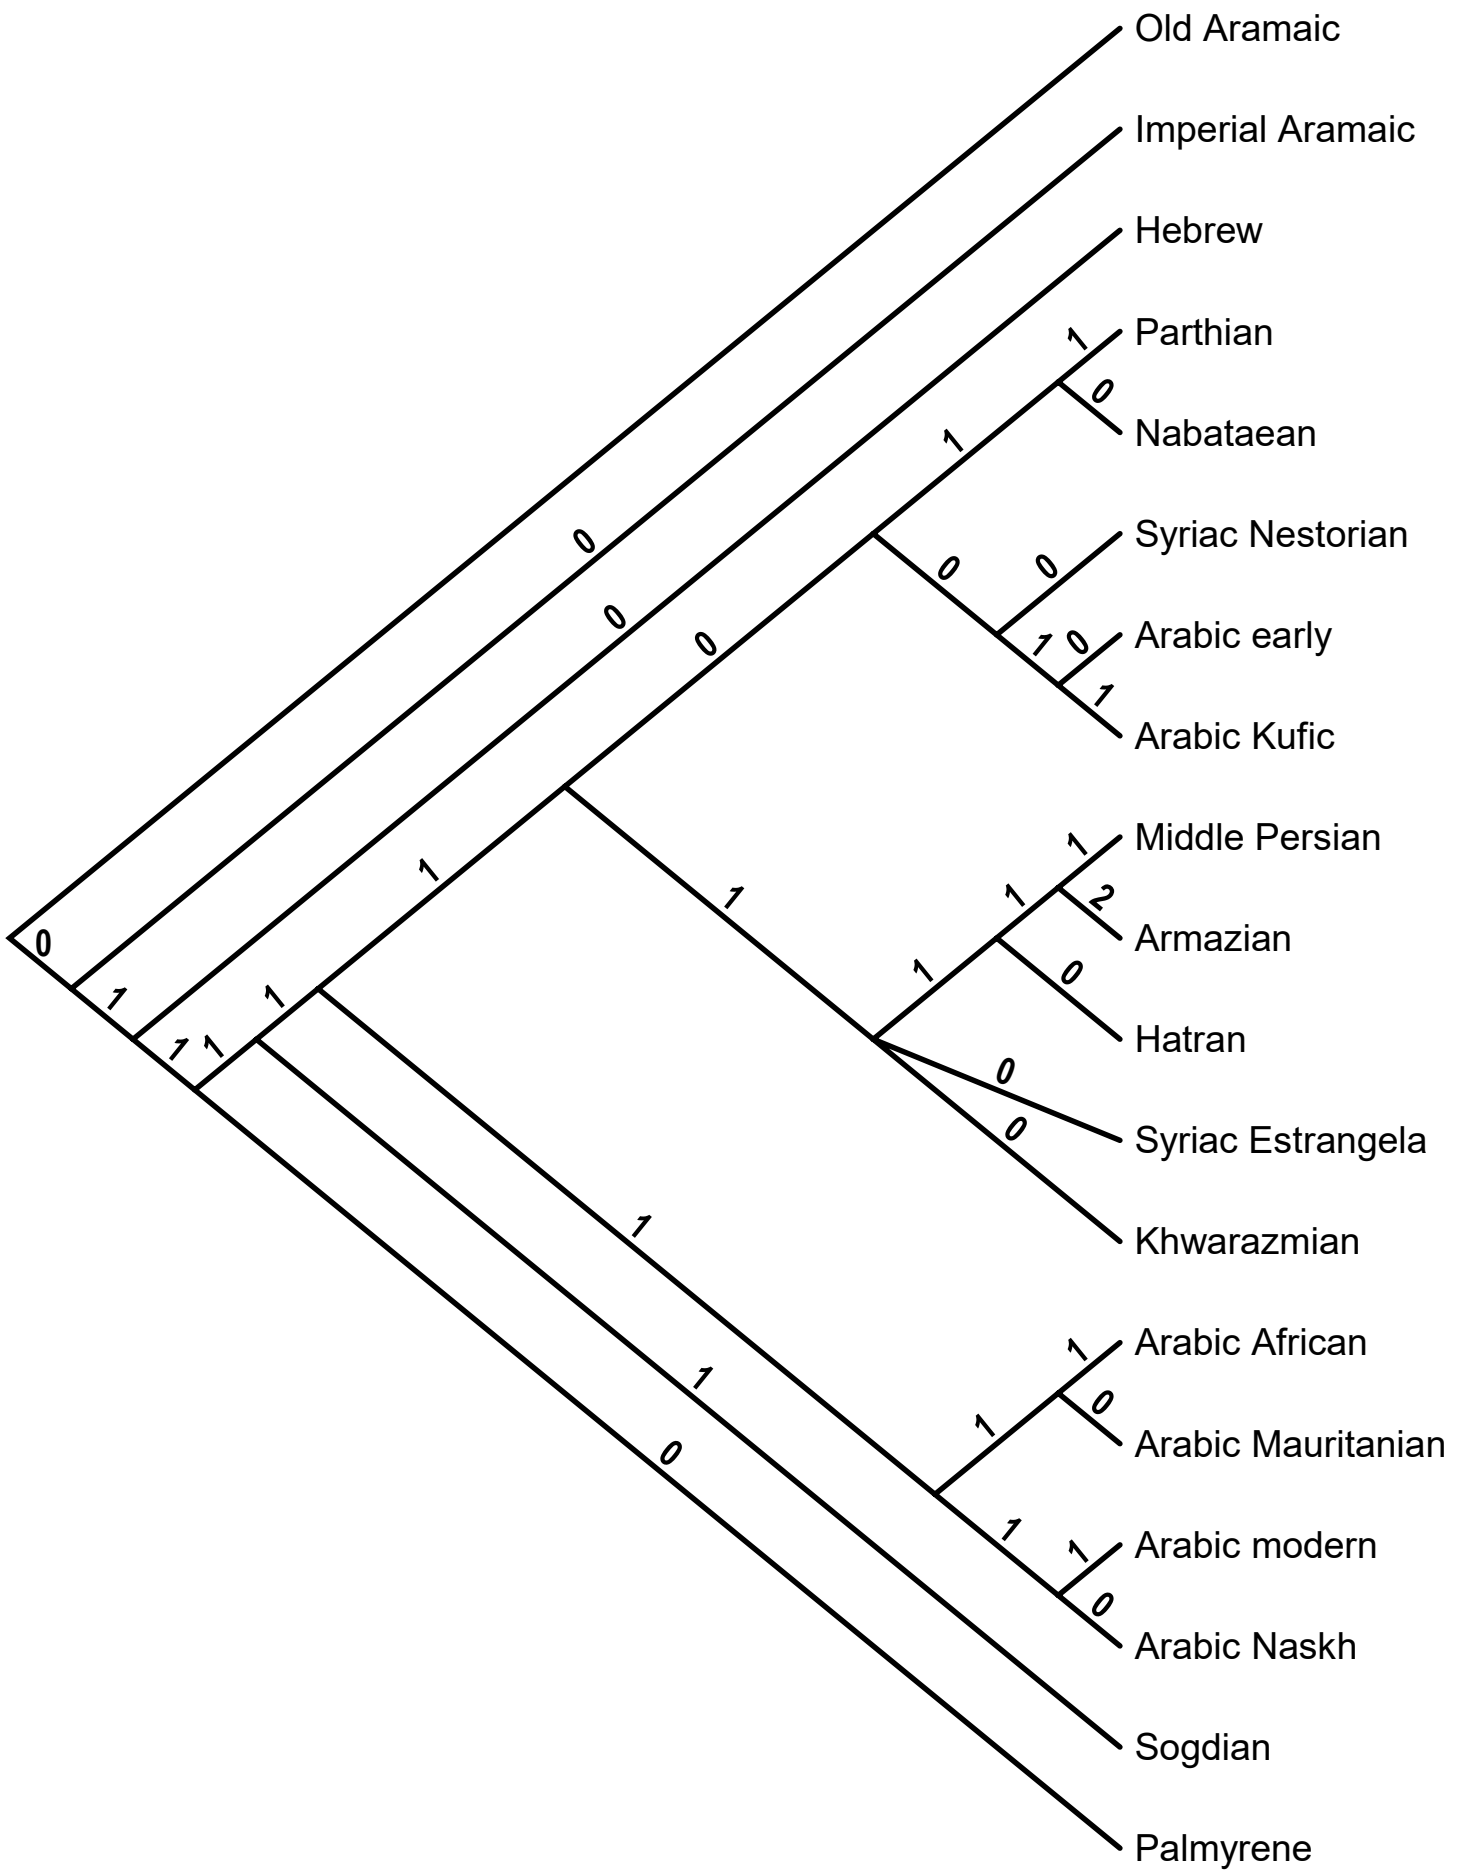 Old Aramaic
Imperial Aramaic
Hebrew
1
Parthian
0
Nabataean
1
0
Syriac Nestorian
0
0
0
0
1
0
Arabic early
0
1
Arabic Kufic
1
Middle Persian
1
1
1
2
Armazian
0
1
0
1
1
Hatran
1
1
0
Syriac Estrangela
0
Khwarazmian
1
1
Arabic African
1
0
Arabic Mauritanian
1
0
1
1
Arabic modern
0
Arabic Naskh
Sogdian
Palmyrene